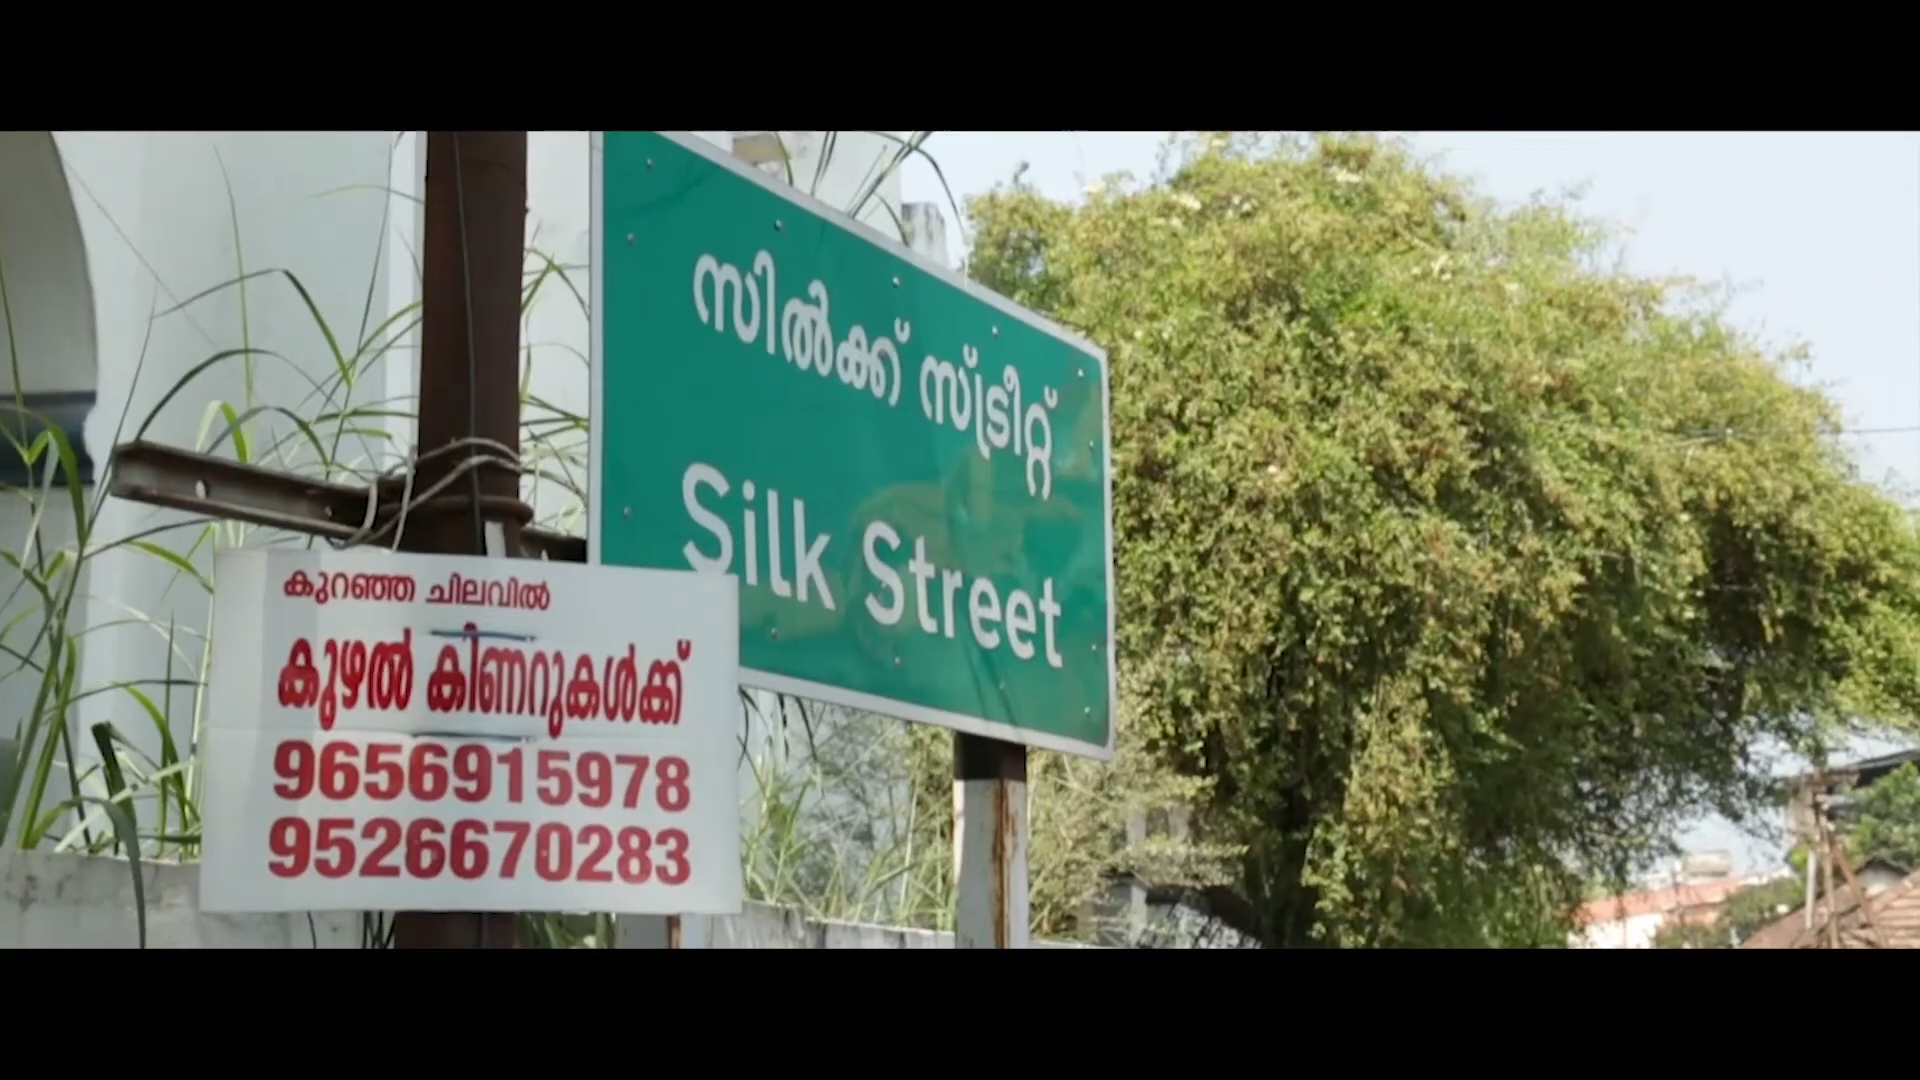 സിൽക്ക് സ്ട്രീറ്റ്
Silk Street
കുറഞ്ഞ ചിലവിൽ
കുഴൽ കിണറുകൾക്ക്
9656915978
9526670283